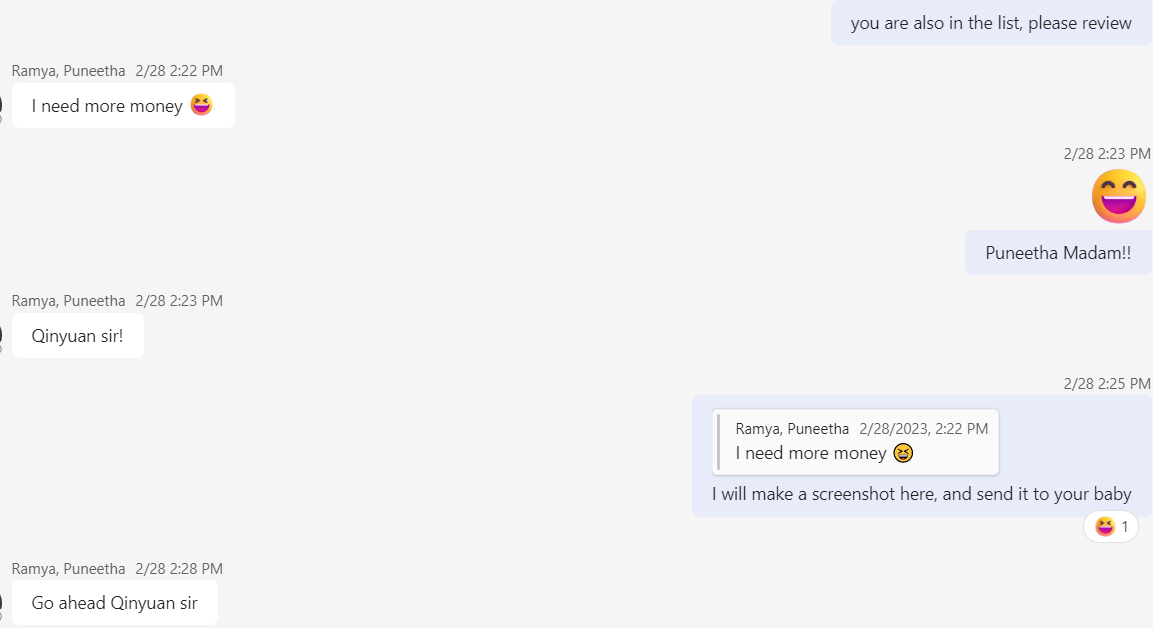 you are also in the list, please review
Ramya, Puneetha 2/28 2:22 PM
I need more money 😆
2/28 2:23 PM
😄
Puneetha Madam!!
Ramya, Puneetha 2/28 2:23 PM
Qinyuan sir!
2/28 2:25 PM
Ramya, Puneetha 2/28/2023, 2:22 PM
I need more money 😆
I will make a screenshot here, and send it to your baby
😆 1
Ramya, Puneetha 2/28 2:28 PM
Go ahead Qinyuan sir